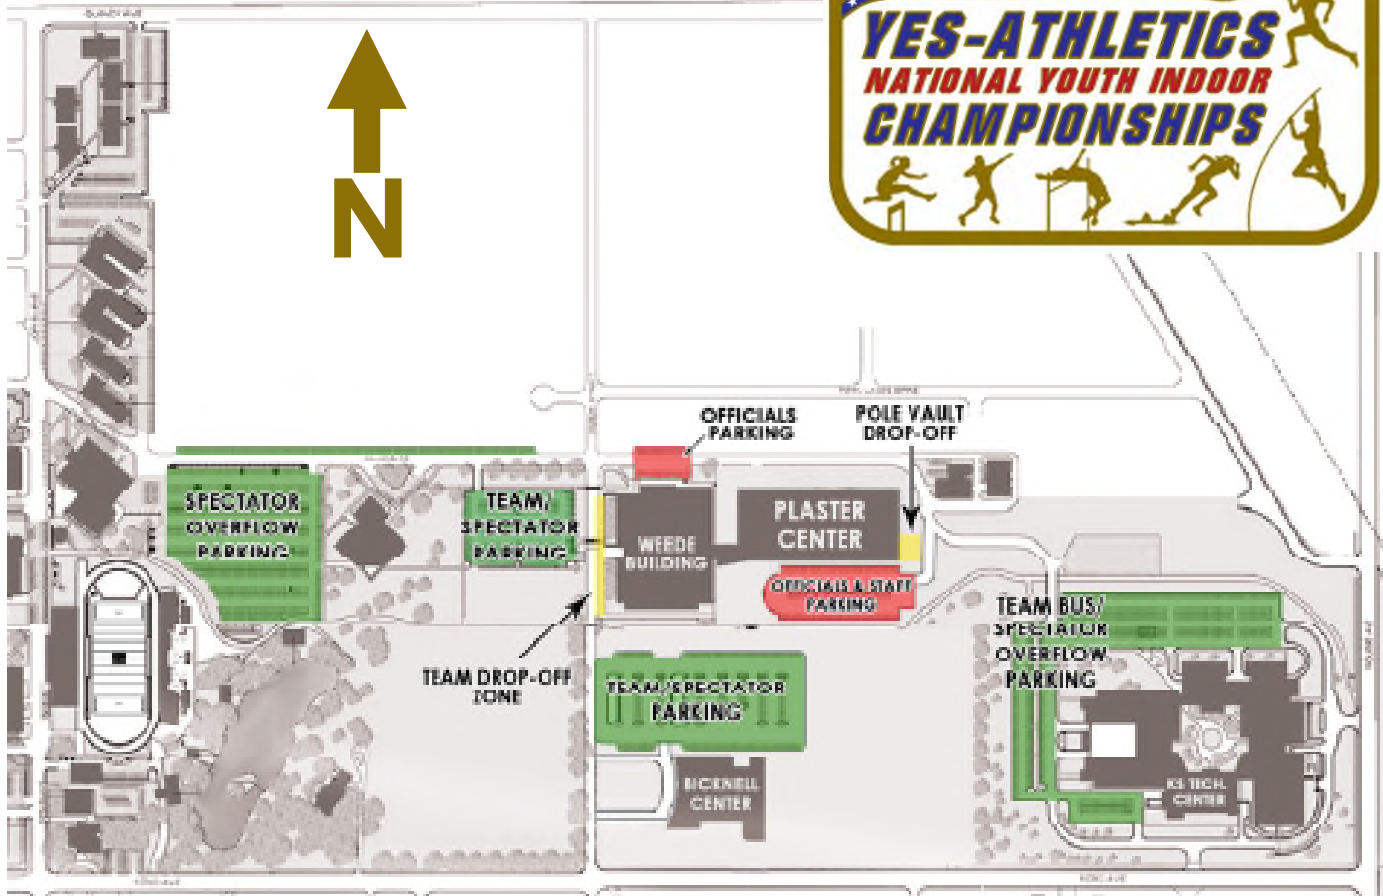 YES-ATHLETICS
NATIONAL YOUTH INDOOR
CHAMPIONSHIPS
N
OFFICIALS
PARKING
POLE VAULT
DROP-OFF
SPECTATOR
OVERFLOW
PARKING
TEAM/
SPECTATOR
PARKING
WEEDE
BUILDING
PLASTER
CENTER
OFFICIALS & STAFF
PARKING
TEAM BUS/
SPECTATOR
OVERFLOW
PARKING
TEAM DROP-OFF
ZONE
TEAM/SPECTATOR
PARKING
BICKNELL
CENTER
KS TECH.
CENTER